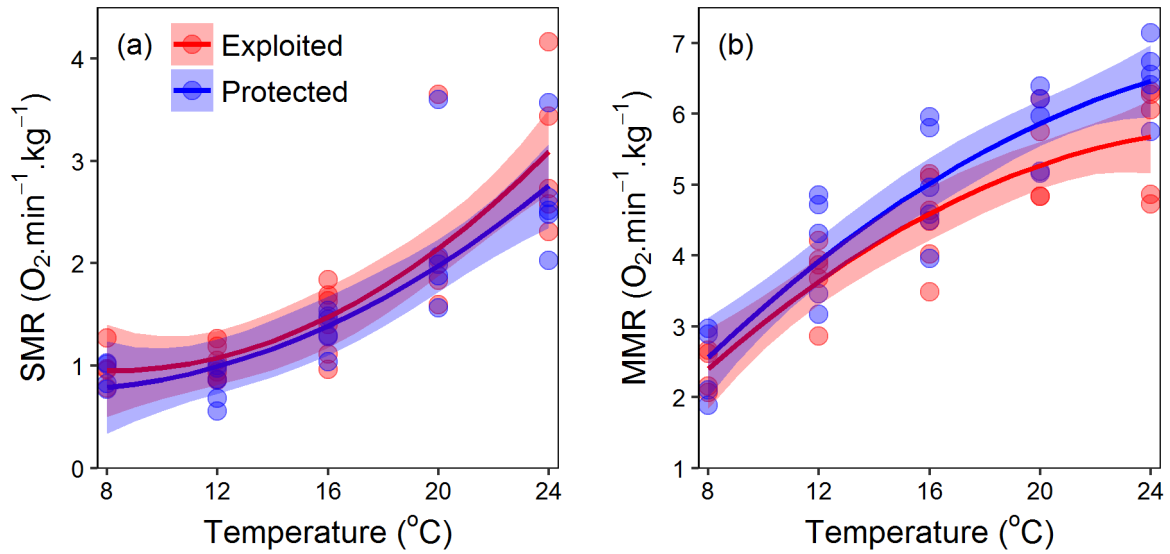 (a)
Exploited
Protected
SMR (O₂.min⁻¹.kg⁻¹)
4
3
2
1
0
8 12 16 20 24
Temperature (°C)
(b)
MMR (O₂.min⁻¹.kg⁻¹)
7
6
5
4
3
2
1
8 12 16 20 24
Temperature (°C)